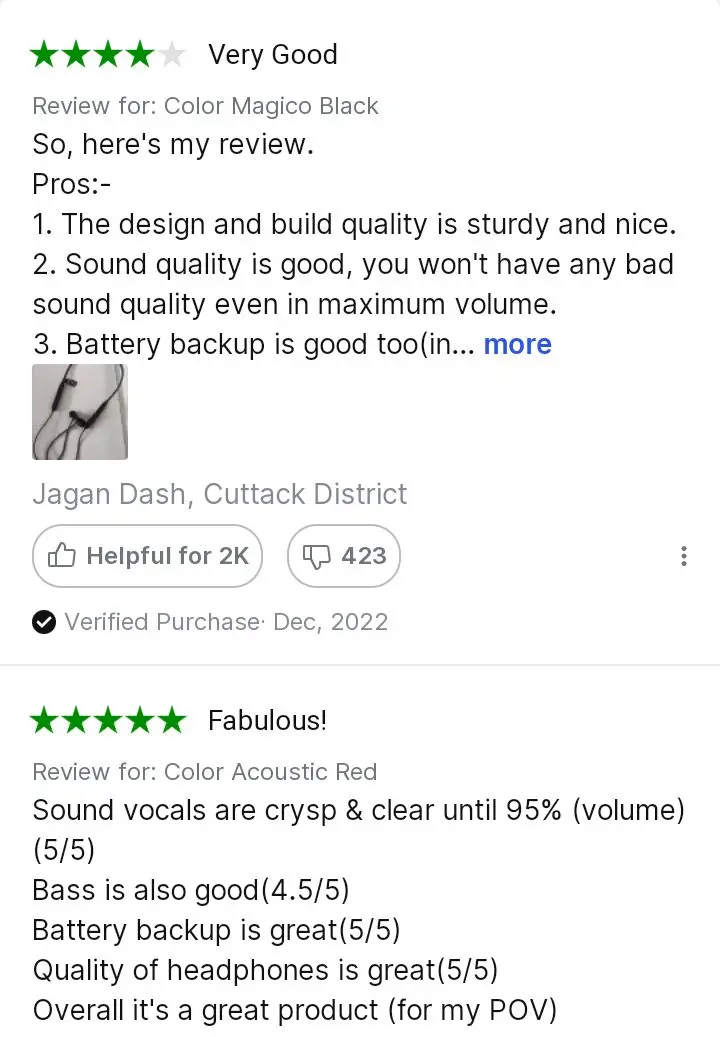 Very Good
Review for: Color Magico Black
So, here's my review.
Pros:-
1. The design and build quality is sturdy and nice.
2. Sound quality is good, you won't have any bad
sound quality even in maximum volume.
3. Battery backup is good too(in... more
Jagan Dash, Cuttack District
Helpful for 2K 423
Verified Purchase· Dec, 2022
Fabulous!
Review for: Color Acoustic Red
Sound vocals are crysp & clear until 95% (volume)
(5/5)
Bass is also good(4.5/5)
Battery backup is great(5/5)
Quality of headphones is great(5/5)
Overall it's a great product (for my POV)